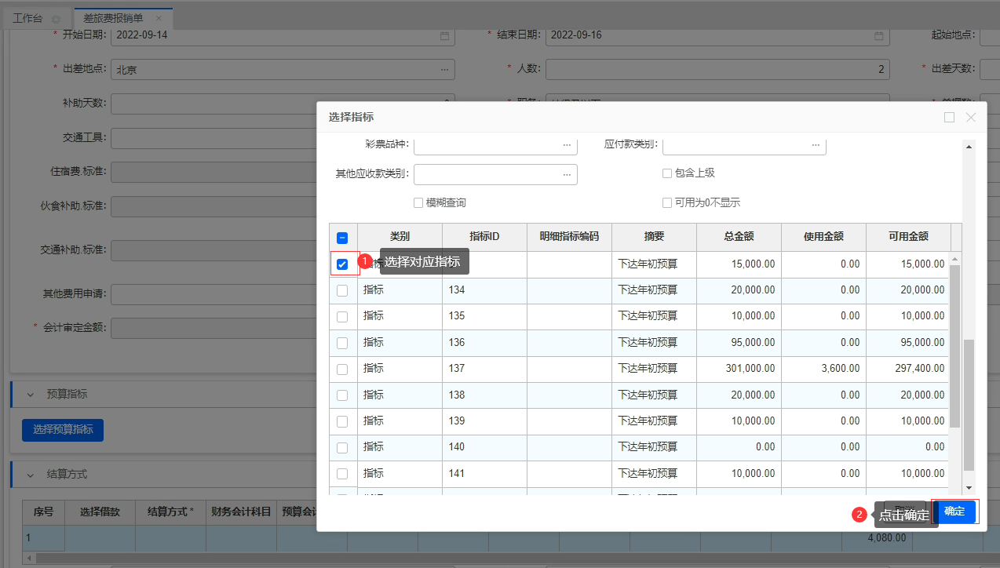 工作台
差旅费报销单
* 开始日期: 2022-09-14
* 结束日期: 2022-09-16
起始地点:
* 出差地点: 北京 ...
* 人数: 2
* 出差天数:
补助天数:
交通工具:
住宿费.标准:
伙食补助.标准:
交通补助.标准:
其他费用申请:
* 会计审定金额:
预算指标
选择预算指标
结算方式
序号 选择借款 结算方式* 财务会计科目 预算会
1 4,080.00
选择指标
彩票品种: ... 应付款类别: ...
其他应收款类别: ... 包含上级
模糊查询 可用为0不显示
类别 指标ID 明细指标编码 摘要 总金额 使用金额 可用金额
1 选择对应指标 下达年初预算 15,000.00 0.00 15,000.00
指标 134 下达年初预算 20,000.00 0.00 20,000.00
指标 135 下达年初预算 10,000.00 0.00 10,000.00
指标 136 下达年初预算 95,000.00 0.00 95,000.00
指标 137 下达年初预算 301,000.00 3,600.00 297,400.00
指标 138 下达年初预算 20,000.00 0.00 20,000.00
指标 139 下达年初预算 10,000.00 0.00 10,000.00
指标 140 下达年初预算 0.00 0.00 0.00
指标 141 下达年初预算 10,000.00 0.00 10,000.00
2 点击确定 确定